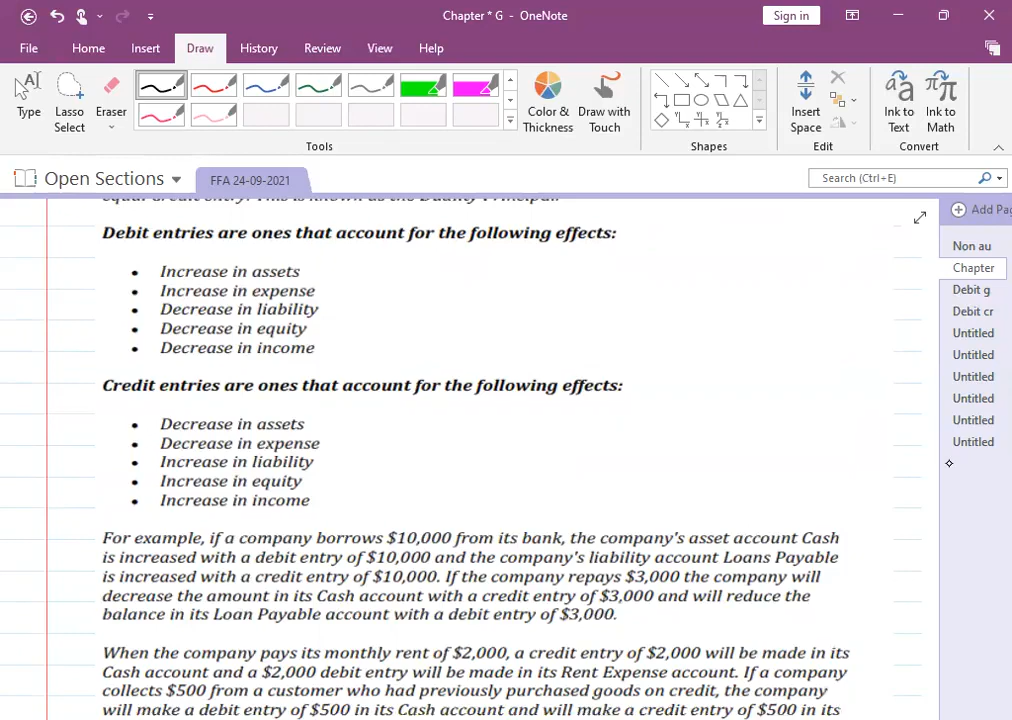 Chapter * G - OneNote
Sign in
File Home Insert Draw History Review View Help
Type
Lasso Select
Eraser
Color & Thickness
Draw with Touch
Insert Space
Ink to Text
Ink to Math
Tools Shapes Edit Convert
Open Sections
FFA 24-09-2021
Search (Ctrl+E)
Add Pag
equal Credit entry. This is known as the Duality Principal.
Debit entries are ones that account for the following effects:
• Increase in assets
• Increase in expense
• Decrease in liability
• Decrease in equity
• Decrease in income
Credit entries are ones that account for the following effects:
• Decrease in assets
• Decrease in expense
• Increase in liability
• Increase in equity
• Increase in income
For example, if a company borrows $10,000 from its bank, the company's asset account Cash
is increased with a debit entry of $10,000 and the company's liability account Loans Payable
is increased with a credit entry of $10,000. If the company repays $3,000 the company will
decrease the amount in its Cash account with a credit entry of $3,000 and will reduce the
balance in its Loan Payable account with a debit entry of $3,000.
When the company pays its monthly rent of $2,000, a credit entry of $2,000 will be made in its
Cash account and a $2,000 debit entry will be made in its Rent Expense account. If a company
collects $500 from a customer who had previously purchased goods on credit, the company
will make a debit entry of $500 in its Cash account and will make a credit entry of $500 in its
Non au
Chapter
Debit g
Debit cr
Untitled
Untitled
Untitled
Untitled
Untitled
Untitled